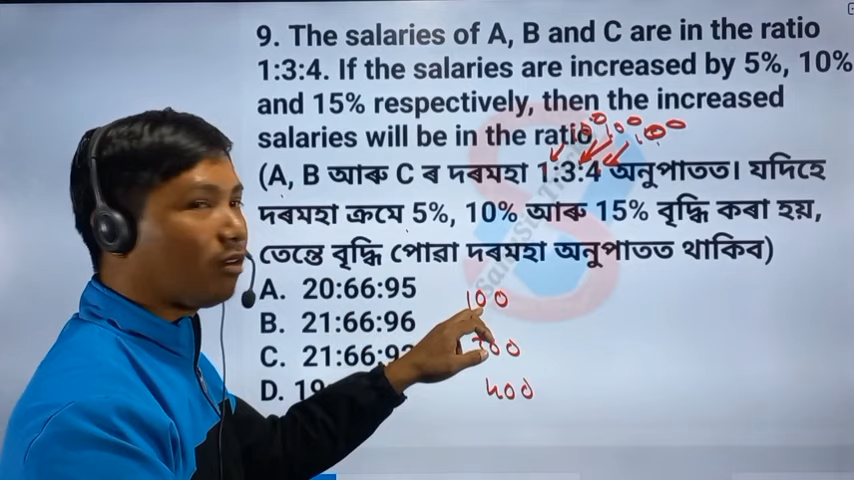 9. The salaries of A, B and C are in the ratio
1:3:4. If the salaries are increased by 5%, 10%
and 15% respectively, then the increased
salaries will be in the ratio
(A, B আৰু C ৰ দৰমহা 1:3:4 অনুপাতত। যদিহে
দৰমহা ক্ৰমে 5%, 10% আৰু 15% বৃদ্ধি কৰা হয়,
তেন্তে বৃদ্ধি পোৱা দৰমহা অনুপাতত থাকিব)
A. 20:66:95
100
B. 21:66:96
300
C. 21:66:9
D. 19
400